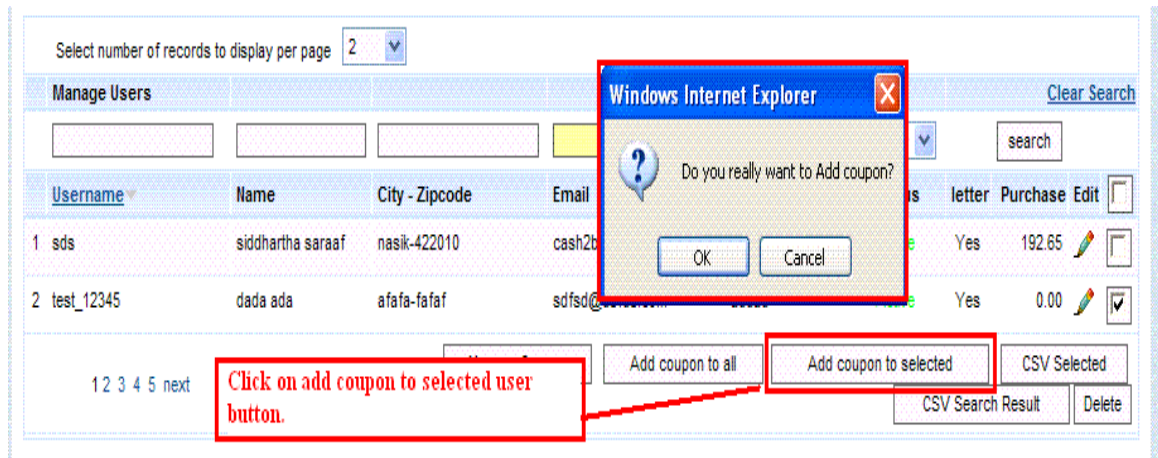 Select number of records to display per page 2
Manage Users
Clear Search
search
Windows Internet Explorer
Do you really want to Add coupon?
OK Cancel
Username Name City - Zipcode Email letter Purchase Edit
1 sds siddhartha saraaf nasik-422010 Yes 192.65
2 test_12345 dada ada afafa-fafaf Yes 0.00
Add coupon to all Add coupon to selected CSV Selected
1 2 3 4 5 next
Click on add coupon to selected user
button.
CSV Search Result Delete